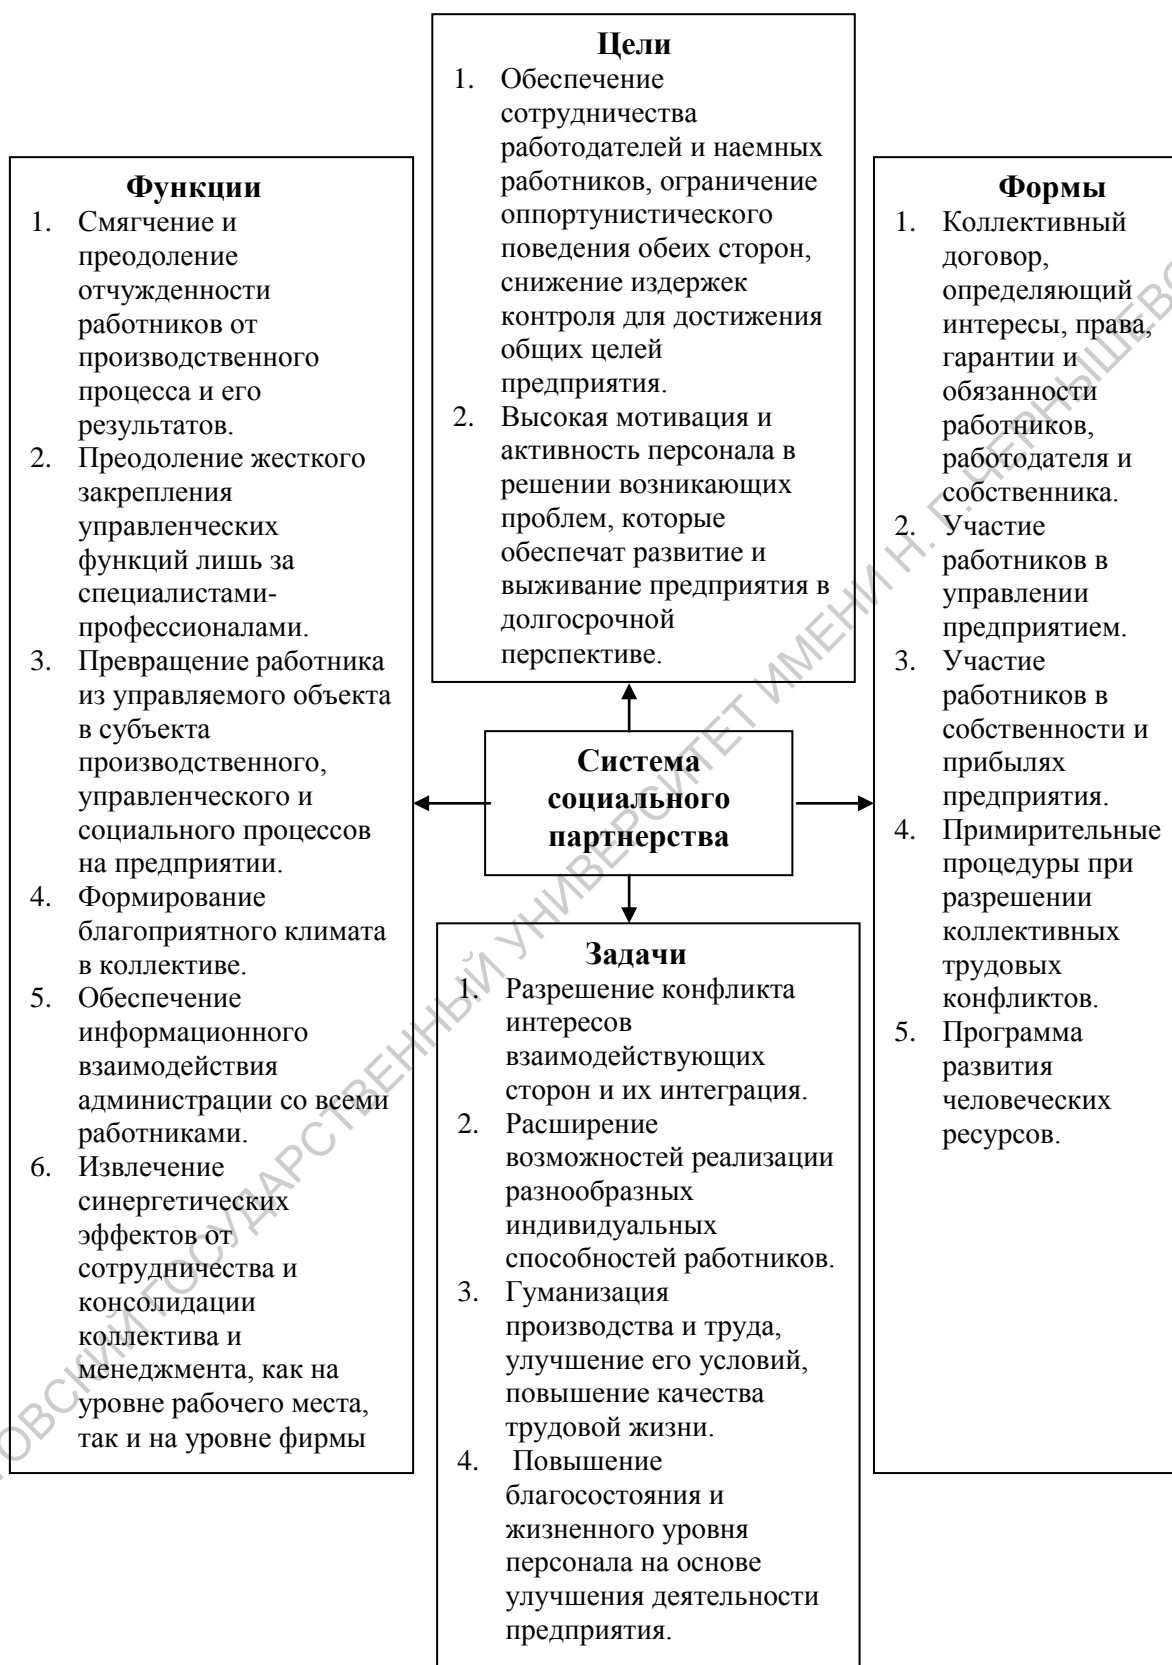 Цели
1. Обеспечение
сотрудничества
работодателей и наемных
работников, ограничение
оппортунистического
поведения обеих сторон,
снижение издержек
контроля для достижения
общих целей
предприятия.
2. Высокая мотивация и
активность персонала в
решении возникающих
проблем, которые
обеспечат развитие и
выживание предприятия в
долгосрочной
перспективе.
Функции
1. Смягчение и
преодоление
отчужденности
работников от
производственного
процесса и его
результатов.
2. Преодоление жесткого
закрепления
управленческих
функций лишь за
специалистами-
профессионалами.
3. Превращение работника
из управляемого объекта
в субъекта
производственного,
управленческого и
социального процессов
на предприятии.
4. Формирование
благоприятного климата
в коллективе.
5. Обеспечение
информационного
взаимодействия
администрации со всеми
работниками.
6. Извлечение
синергетических
эффектов от
сотрудничества и
консолидации
коллектива и
менеджмента, как на
уровне рабочего места,
так и на уровне фирмы
Система
социального
партнерства
Формы
1. Коллективный
договор,
определяющий
интересы, права,
гарантии и
обязанности
работников,
работодателя и
собственника.
2. Участие
работников в
управлении
предприятием.
3. Участие
работников в
собственности и
прибылях
предприятия.
4. Примирительные
процедуры при
разрешении
коллективных
трудовых
конфликтов.
5. Программа
развития
человеческих
ресурсов.
Задачи
1. Разрешение конфликта
интересов
взаимодействующих
сторон и их интеграция.
2. Расширение
возможностей реализации
разнообразных
индивидуальных
способностей работников.
3. Гуманизация
производства и труда,
улучшение его условий,
повышение качества
трудовой жизни.
4. Повышение
благосостояния и
жизненного уровня
персонала на основе
улучшения деятельности
предприятия.
ГОСУДАРСТВЕННЫЙ УНИВЕРСИТЕТ ИМЕНИ Н. Г.